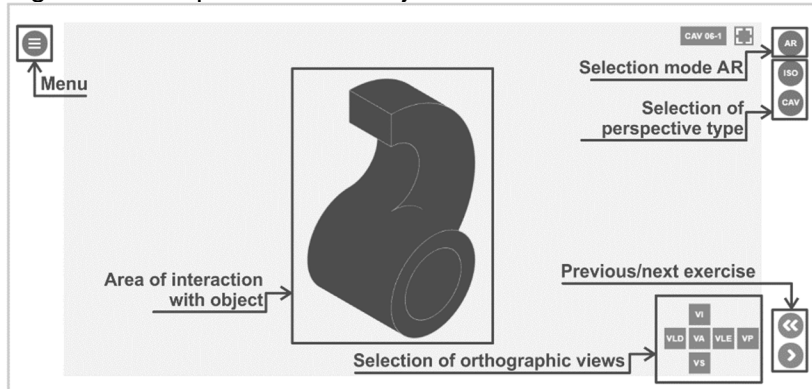 CAV 06-1
AR
Menu
Selection mode AR
ISO
CAV
Selection of
perspective type
Area of interaction
with object
Previous/next exercise
VI
VLD VA VLE VP
VS
Selection of orthographic views